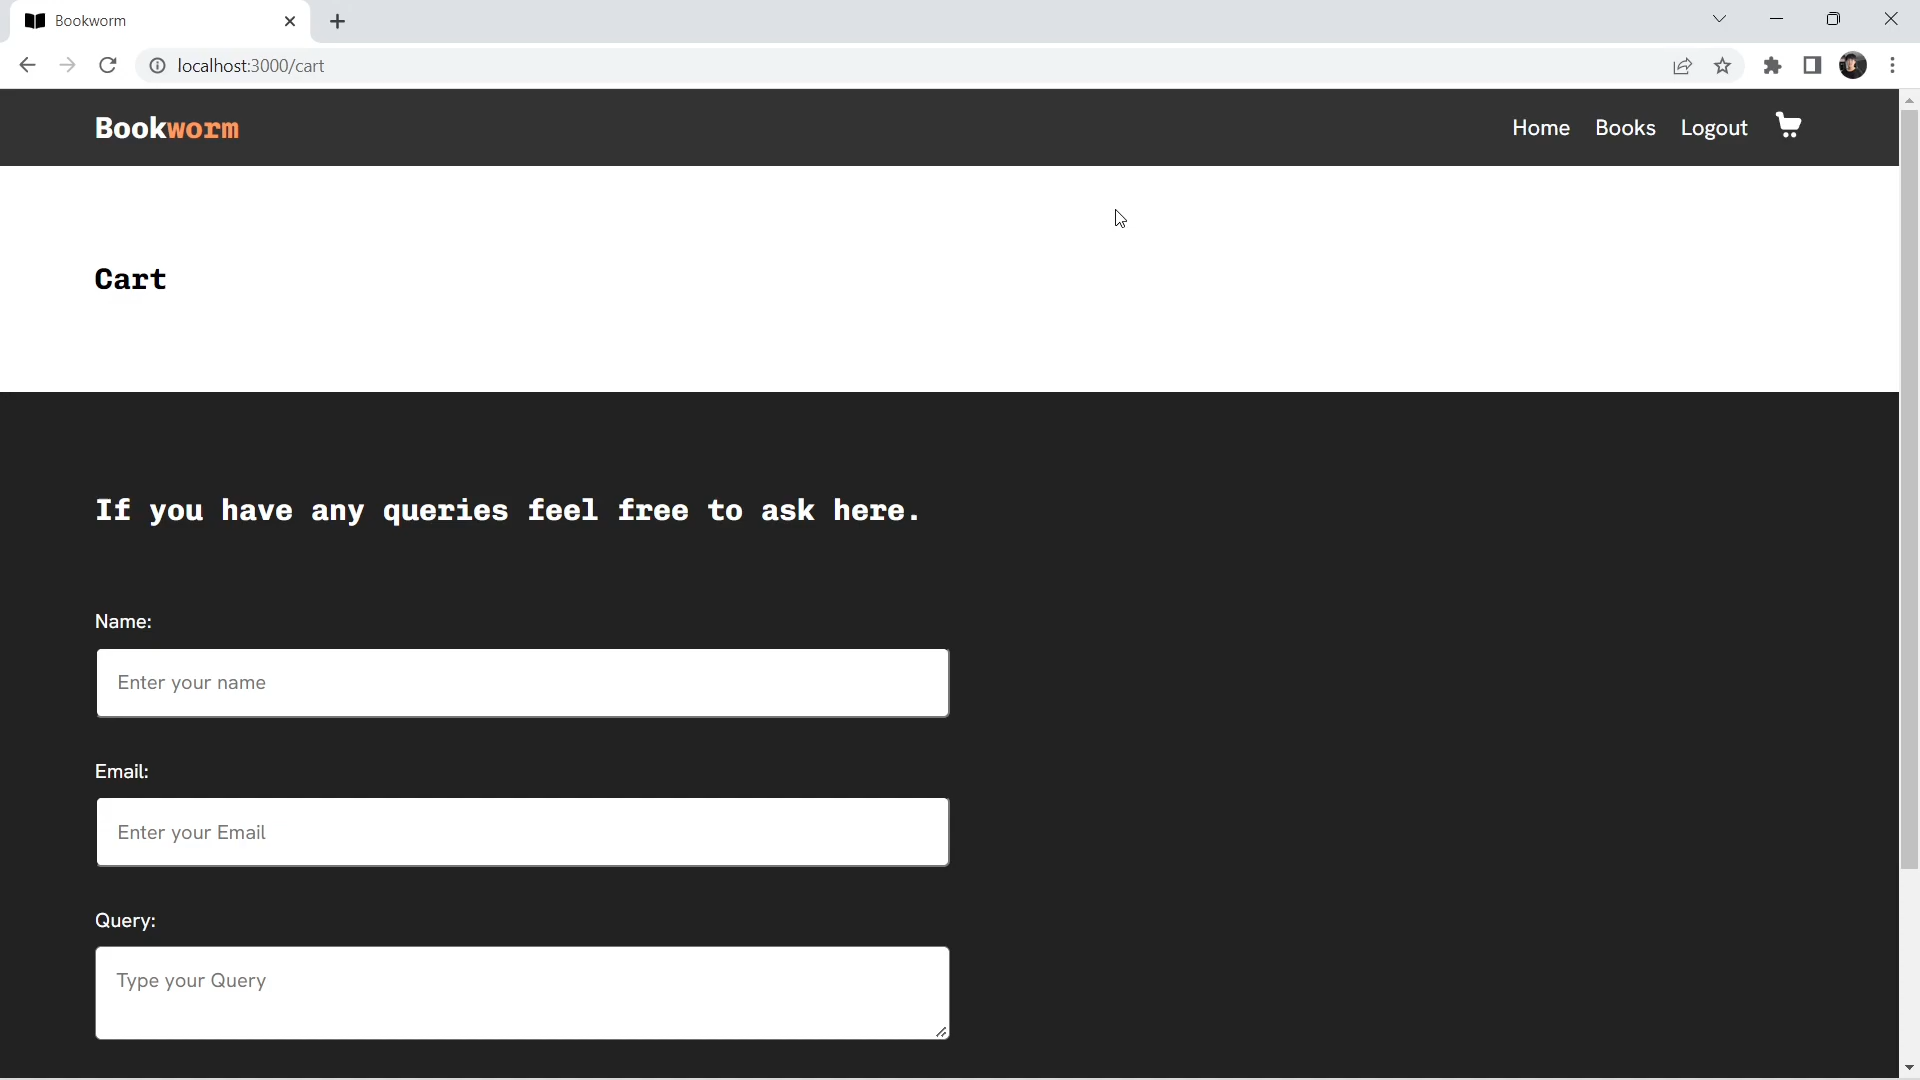 Bookworm
localhost:3000/cart
Bookworm
Home Books Logout
Cart
If you have any queries feel free to ask here.
Name:
Enter your name
Email:
Enter your Email
Query:
Type your Query